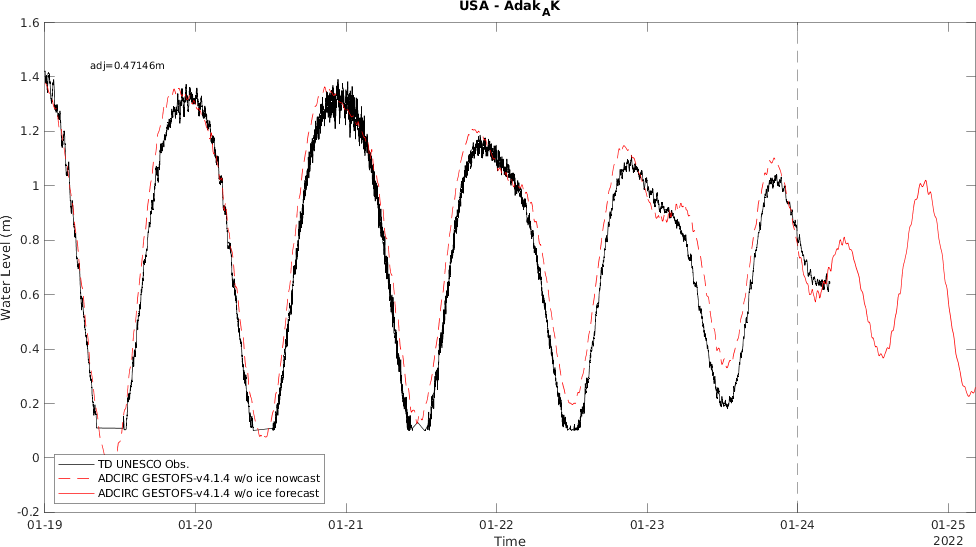 USA - Adak_AK
1.6
1.4
1.2
1
0.8
0.6
0.4
0.2
0
-0.2
Water Level (m)
adj=0.47146m
TD UNESCO Obs.
ADCIRC GESTOFS-v4.1.4 w/o ice nowcast
ADCIRC GESTOFS-v4.1.4 w/o ice forecast
01-19 01-20 01-21 01-22 01-23 01-24 01-25
Time
2022